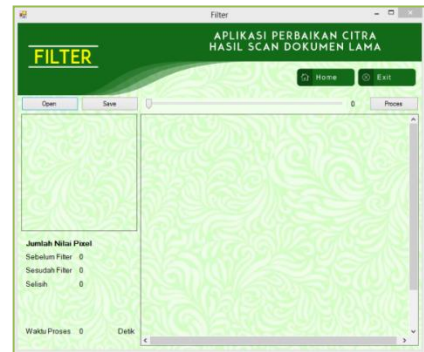 Filter
APLIKASI PERBAIKAN CITRA
HASIL SCAN DOKUMEN LAMA
FILTER
Home Exit
Open Save 0 Proces
Jumlah Nilai Pixel
Sebelum Filter 0
Sesudah Filter 0
Selisih 0
Waktu Proses 0 Detik